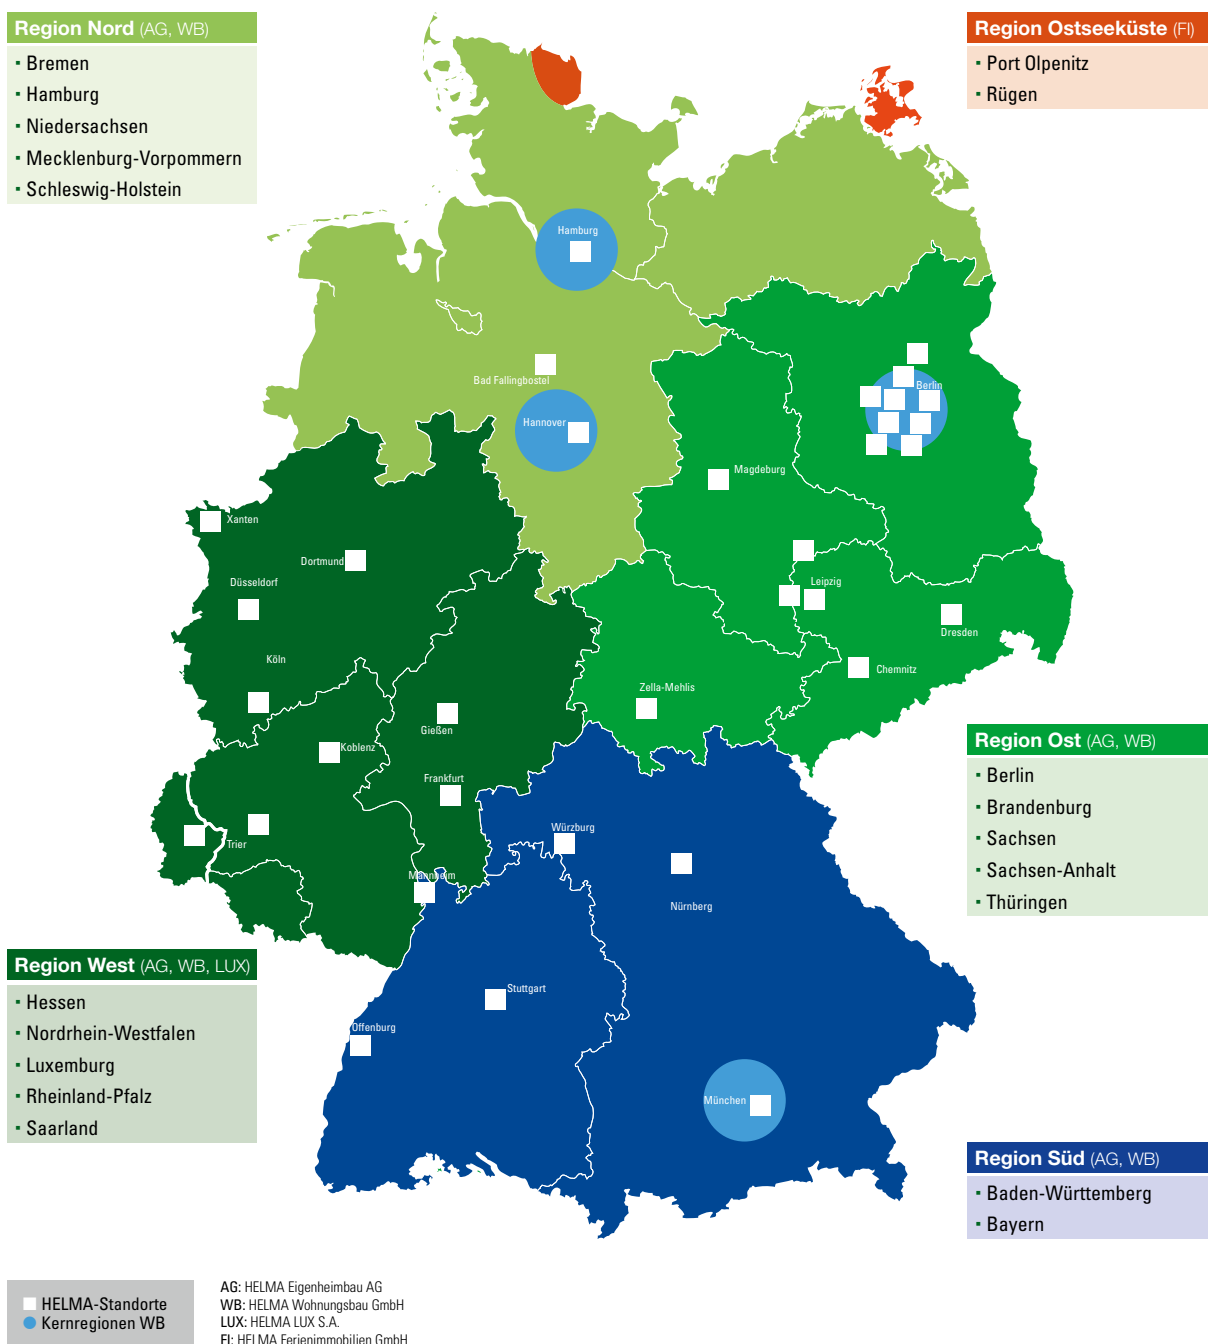 Region Nord (AG, WB)
▪ Bremen
▪ Hamburg
▪ Niedersachsen
▪ Mecklenburg-Vorpommern
▪ Schleswig-Holstein
Region Ostseeküste (FI)
▪ Port Olpenitz
▪ Rügen
Hamburg
Bad Fallingbostel
Hannover
Berlin
Magdeburg
Xanten
Dortmund
Düsseldorf
Leipzig
Dresden
Köln
Chemnitz
Zella-Mehlis
Gießen
Koblenz
Frankfurt
Trier
Würzburg
Mannheim
Nürnberg
Stuttgart
Offenburg
München
Region Ost (AG, WB)
▪ Berlin
▪ Brandenburg
▪ Sachsen
▪ Sachsen-Anhalt
▪ Thüringen
Region West (AG, WB, LUX)
▪ Hessen
▪ Nordrhein-Westfalen
▪ Luxemburg
▪ Rheinland-Pfalz
▪ Saarland
Region Süd (AG, WB)
▪ Baden-Württemberg
▪ Bayern
HELMA-Standorte
Kernregionen WB
AG: HELMA Eigenheimbau AG
WB: HELMA Wohnungsbau GmbH
LUX: HELMA LUX S.A.
FI: HELMA Ferienimmobilien GmbH